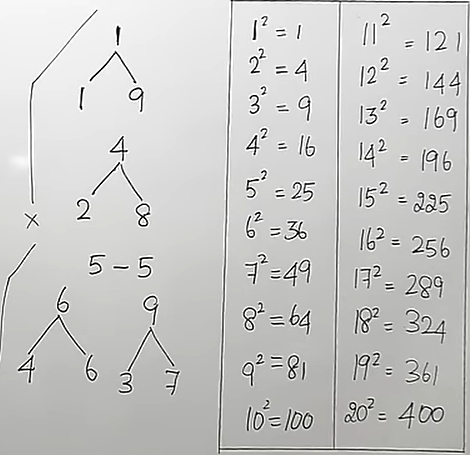 1
1 9
4
2 8
×
5 - 5
6 9
4 6 3 7
1² = 1
2² = 4
3² = 9
4² = 16
5² = 25
6² = 36
7² = 49
8² = 64
9² = 81
10² = 100
11² = 121
12² = 144
13² = 169
14² = 196
15² = 225
16² = 256
17² = 289
18² = 324
19² = 361
20² = 400